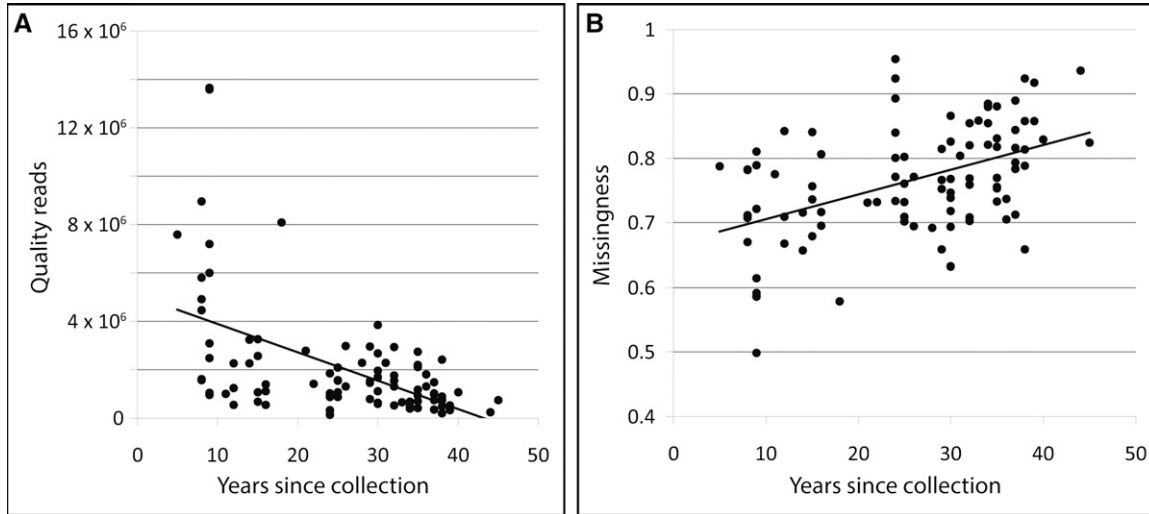 A
16 x 10⁶
12 x 10⁶
8 x 10⁶
4 x 10⁶
0
Quality reads
0 10 20 30 40 50
Years since collection
B
1
0.9
0.8
0.7
0.6
0.5
0.4
Missingness
0 10 20 30 40 50
Years since collection